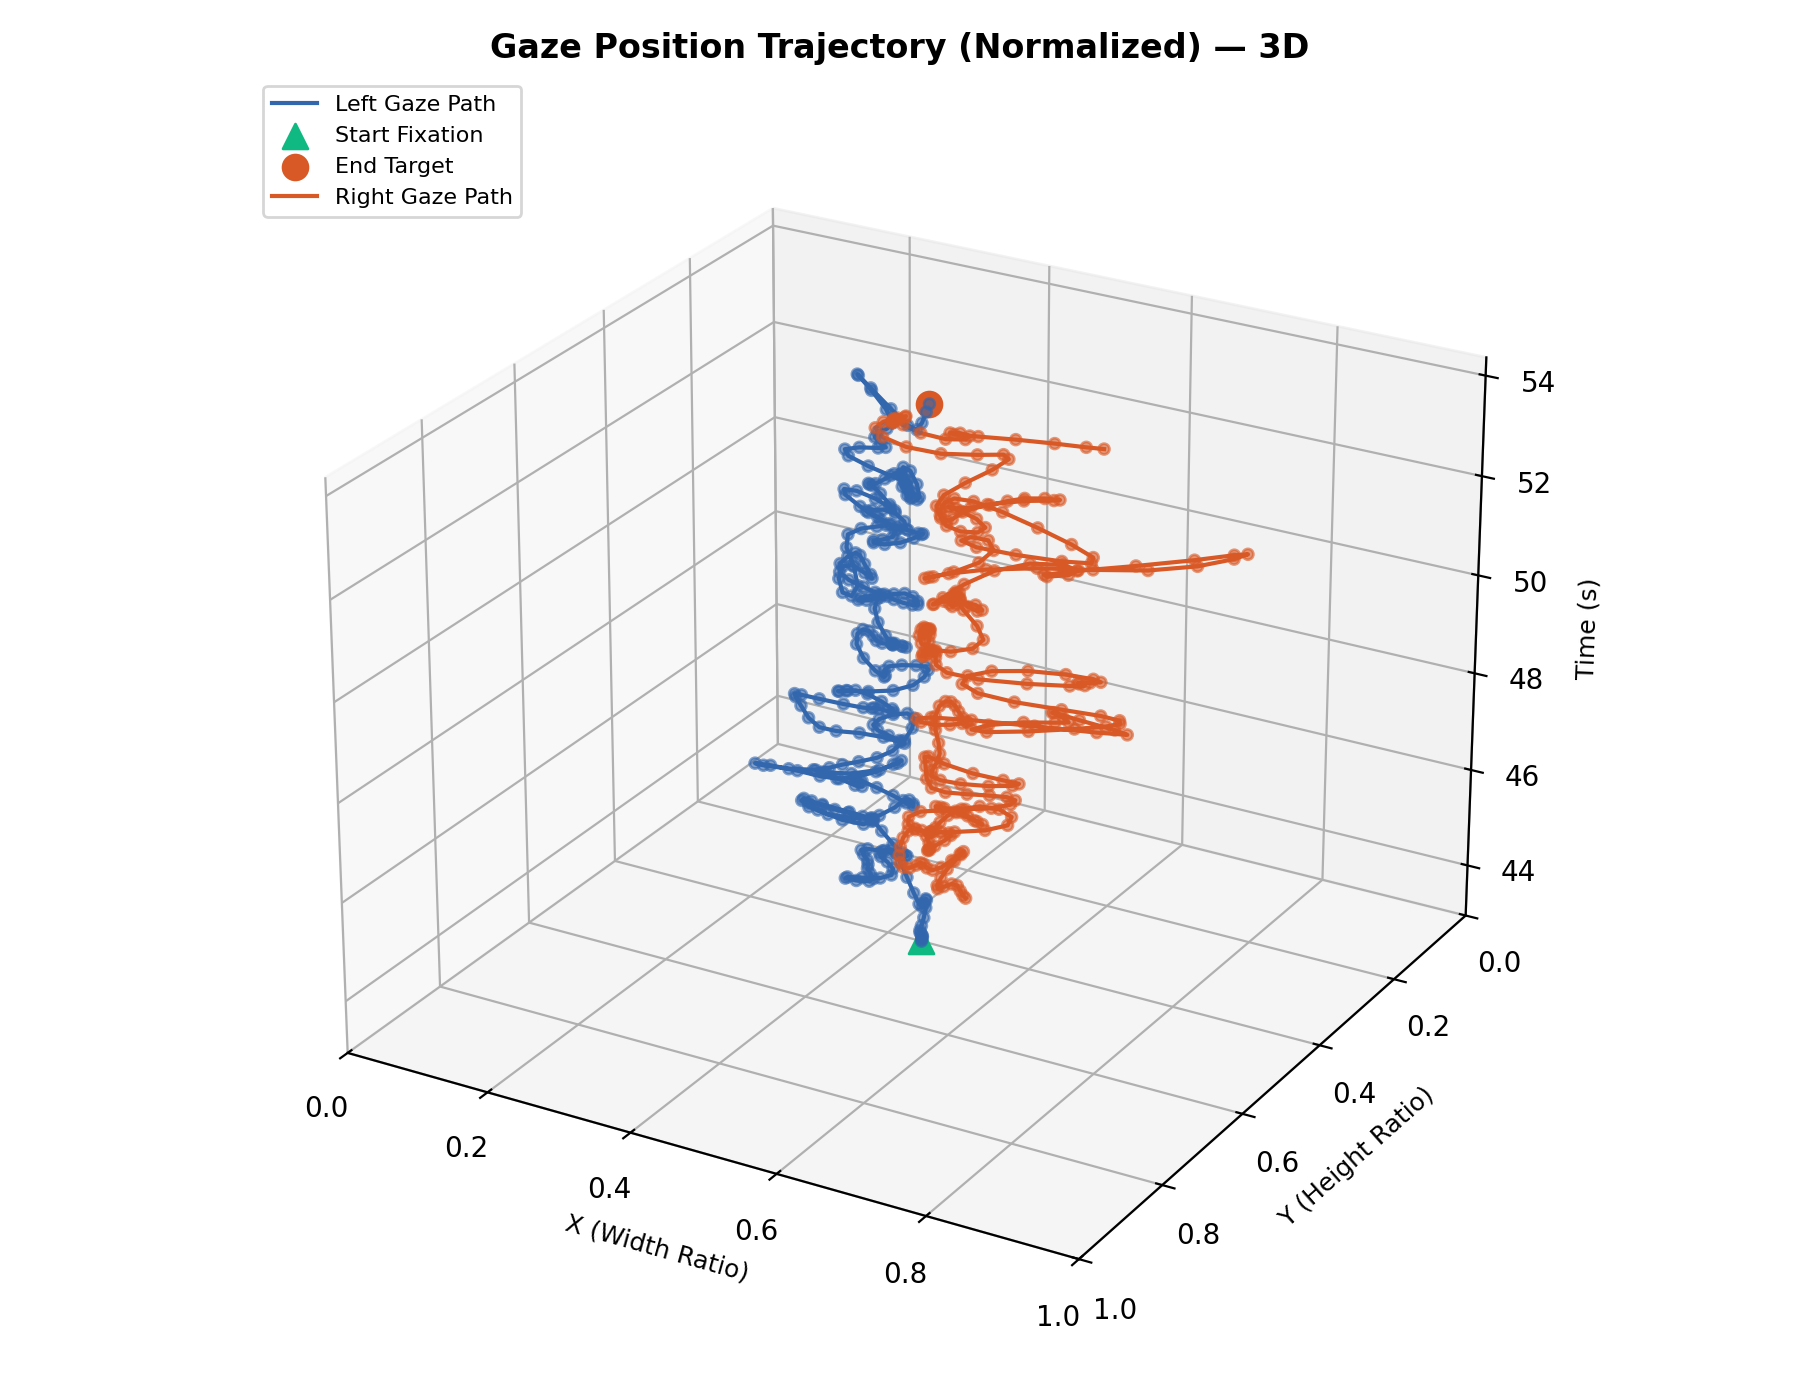 Gaze Position Trajectory (Normalized) — 3D
Left Gaze Path
Start Fixation
End Target
Right Gaze Path
54
52
50
48
46
44
Time (s)
0.0
0.2
0.4
0.6
0.8
1.0
Y (Height Ratio)
0.0
0.2
0.4
0.6
0.8
1.0
X (Width Ratio)